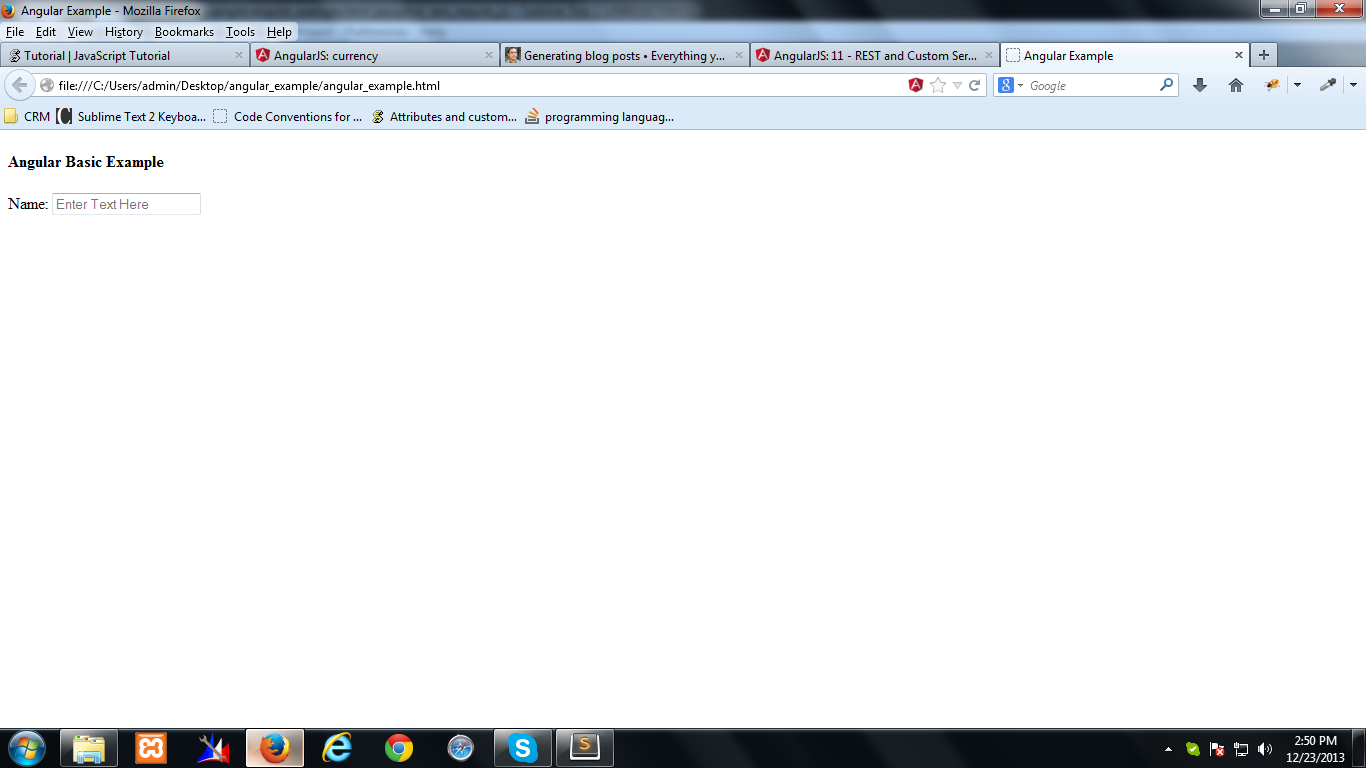 Angular Example - Mozilla Firefox
File Edit View History Bookmarks Tools Help
Tutorial | JavaScript Tutorial
AngularJS: currency
Generating blog posts • Everything y...
AngularJS: 11 - REST and Custom Ser...
Angular Example
file:///C:/Users/admin/Desktop/angular_example/angular_example.html
Google
CRM
Sublime Text 2 Keyboa...
Code Conventions for ...
Attributes and custom...
programming languag...
Angular Basic Example
Name: Enter Text Here
2:50 PM
12/23/2013